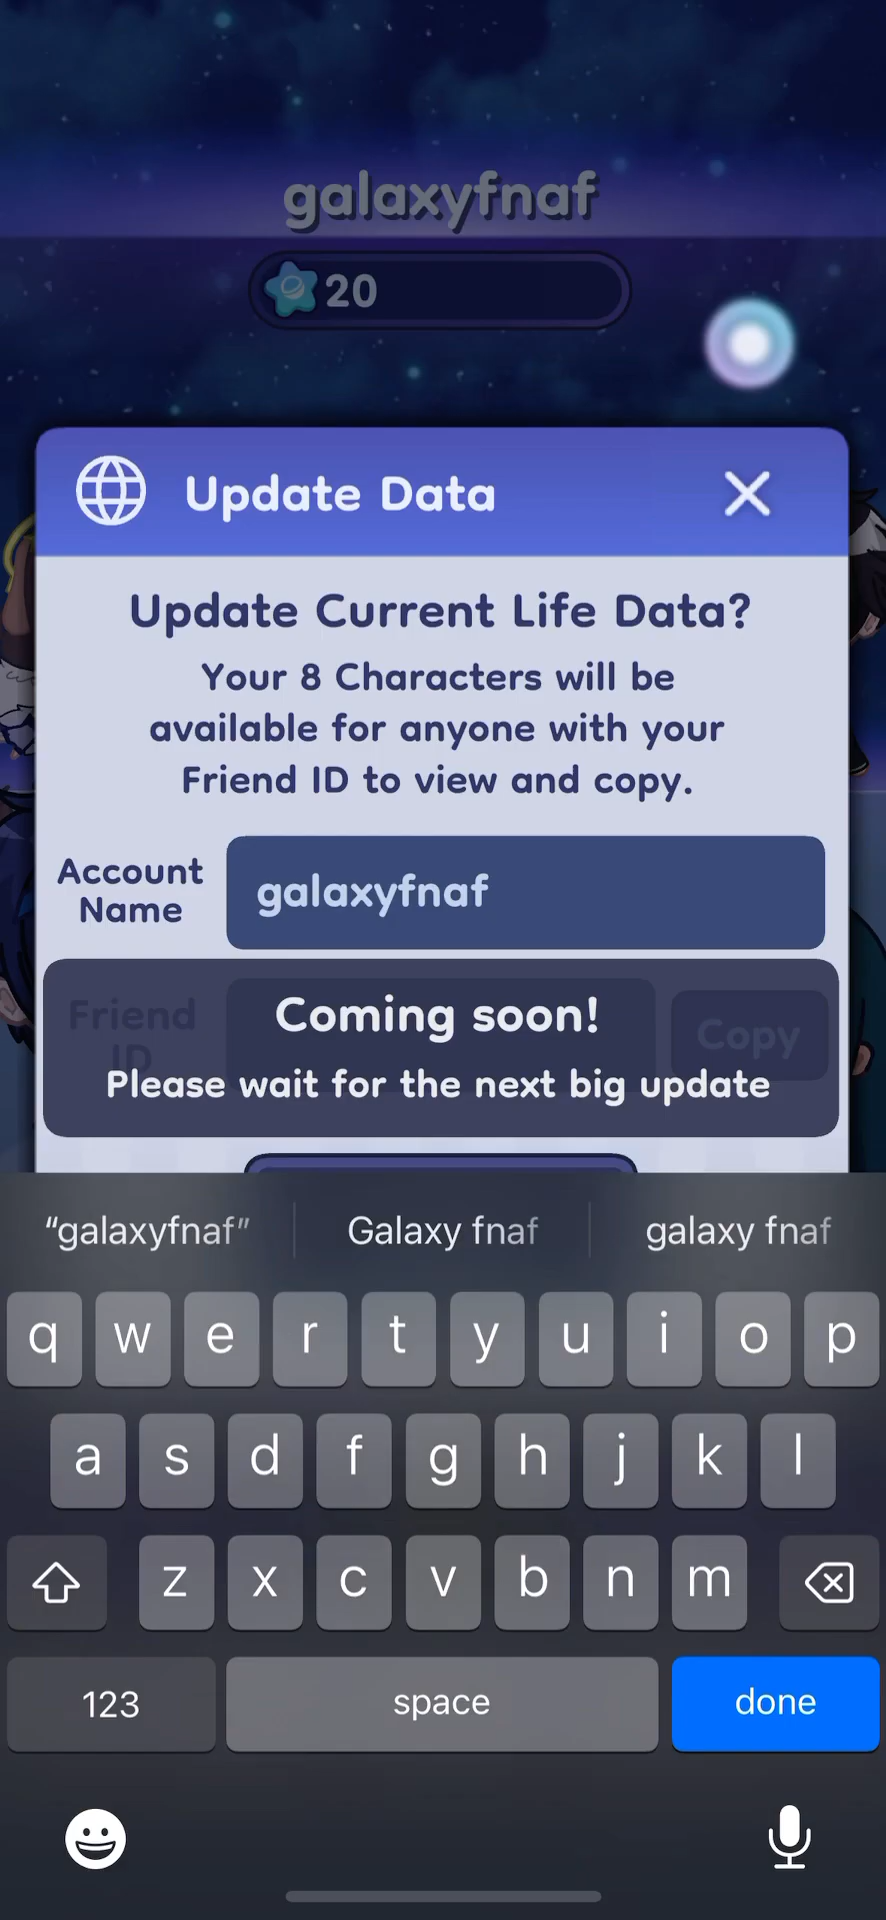 galaxyfnaf
20
Update Data
Update Current Life Data?
Your 8 Characters will be
available for anyone with your
Friend ID to view and copy.
Account
Name
galaxyfnaf
Friend
ID
Copy
Coming soon!
Please wait for the next big update
“galaxyfnaf”
Galaxy fnaf
galaxy fnaf
q w e r t y u i o p
a s d f g h j k l
z x c v b n m
123
space
done